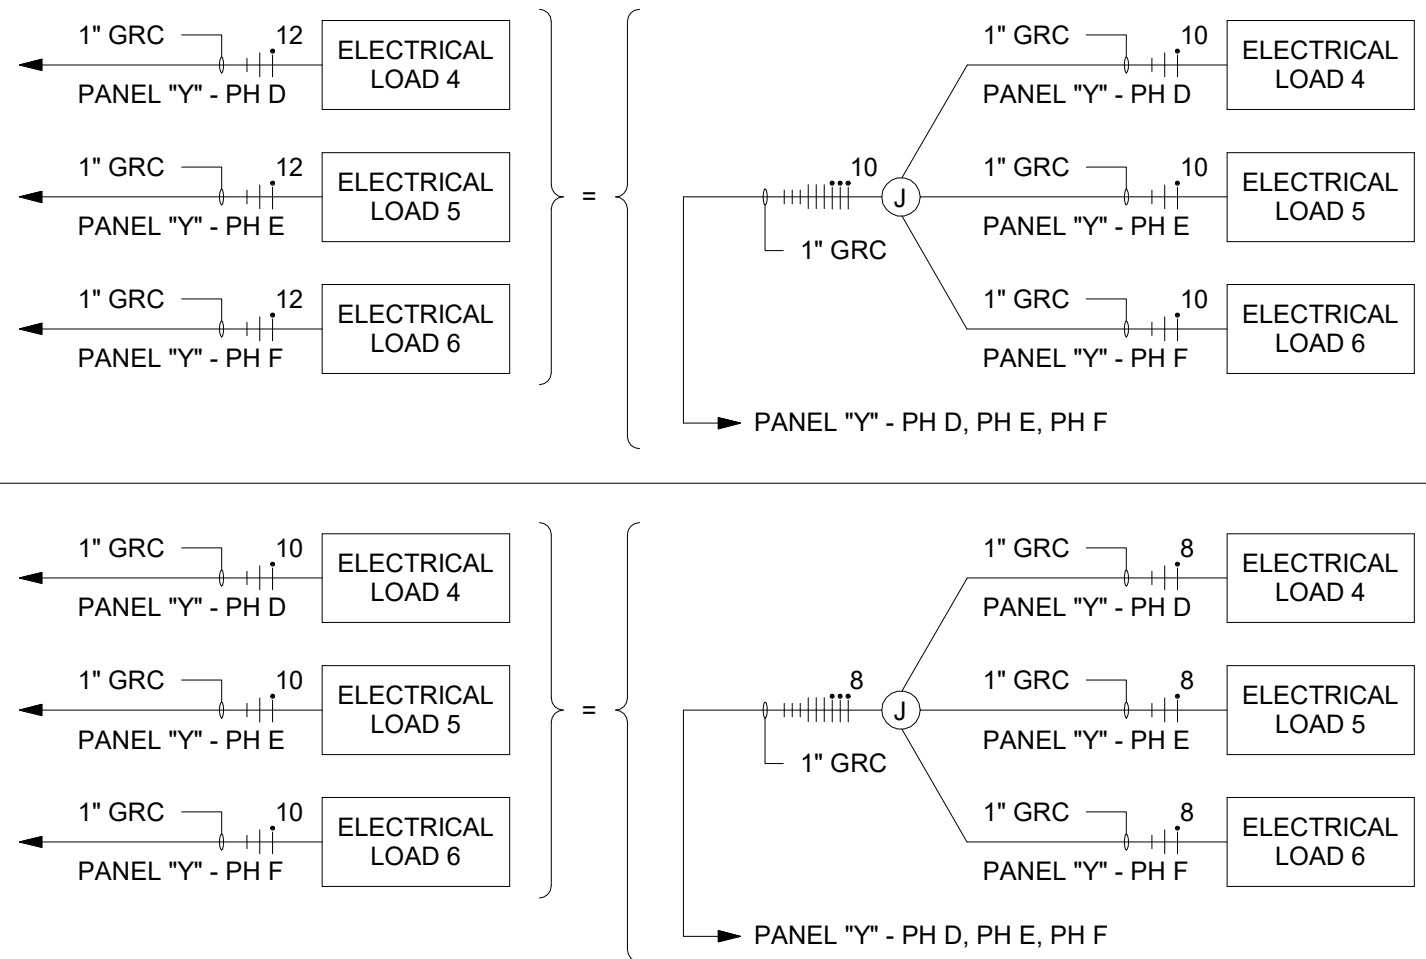 1" GRC
12
ELECTRICAL
LOAD 4
PANEL "Y" - PH D
1" GRC
12
ELECTRICAL
LOAD 5
PANEL "Y" - PH E
1" GRC
12
ELECTRICAL
LOAD 6
PANEL "Y" - PH F
=
10
J
1" GRC
1" GRC
10
ELECTRICAL
LOAD 4
PANEL "Y" - PH D
1" GRC
10
ELECTRICAL
LOAD 5
PANEL "Y" - PH E
1" GRC
10
ELECTRICAL
LOAD 6
PANEL "Y" - PH F
PANEL "Y" - PH D, PH E, PH F
1" GRC
10
ELECTRICAL
LOAD 4
PANEL "Y" - PH D
1" GRC
10
ELECTRICAL
LOAD 5
PANEL "Y" - PH E
1" GRC
10
ELECTRICAL
LOAD 6
PANEL "Y" - PH F
=
8
J
1" GRC
1" GRC
8
ELECTRICAL
LOAD 4
PANEL "Y" - PH D
1" GRC
8
ELECTRICAL
LOAD 5
PANEL "Y" - PH E
1" GRC
8
ELECTRICAL
LOAD 6
PANEL "Y" - PH F
PANEL "Y" - PH D, PH E, PH F